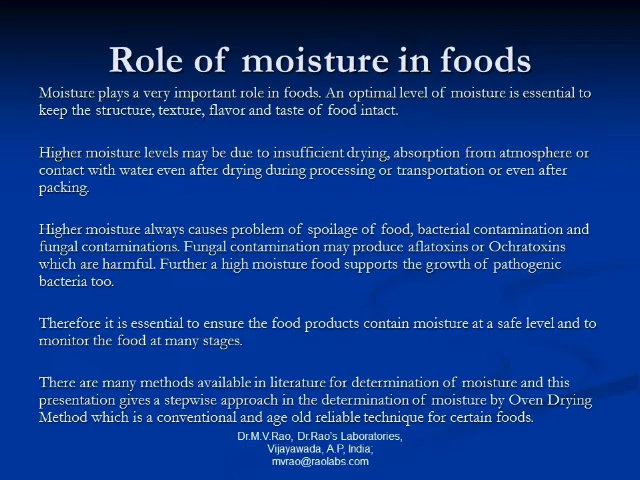 Role of moisture in foods
Moisture plays a very important role in foods. An optimal level of moisture is essential to
keep the structure, texture, flavor and taste of food intact.
Higher moisture levels may be due to insufficient drying, absorption from atmosphere or
contact with water even after drying during processing or transportation or even after
packing.
Higher moisture always causes problem of spoilage of food, bacterial contamination and
fungal contaminations. Fungal contamination may produce aflatoxins or Ochratoxins
which are harmful. Further a high moisture food supports the growth of pathogenic
bacteria too.
Therefore it is essential to ensure the food products contain moisture at a safe level and to
monitor the food at many stages.
There are many methods available in literature for determination of moisture and this
presentation gives a stepwise approach in the determination of moisture by Oven Drying
Method which is a conventional and age old reliable technique for certain foods.
Dr.M.V.Rao, Dr.Rao's Laboratories,
Vijayawada, A.P, India;
mvrao@raolabs.com